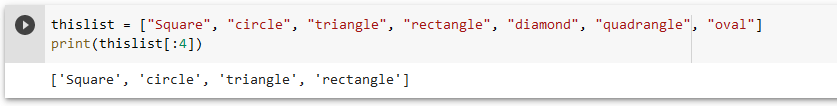 thislist = ["Square", "circle", "triangle", "rectangle", "diamond", "quadrangle", "oval"]
print(thislist[:4])
['Square', 'circle', 'triangle', 'rectangle']